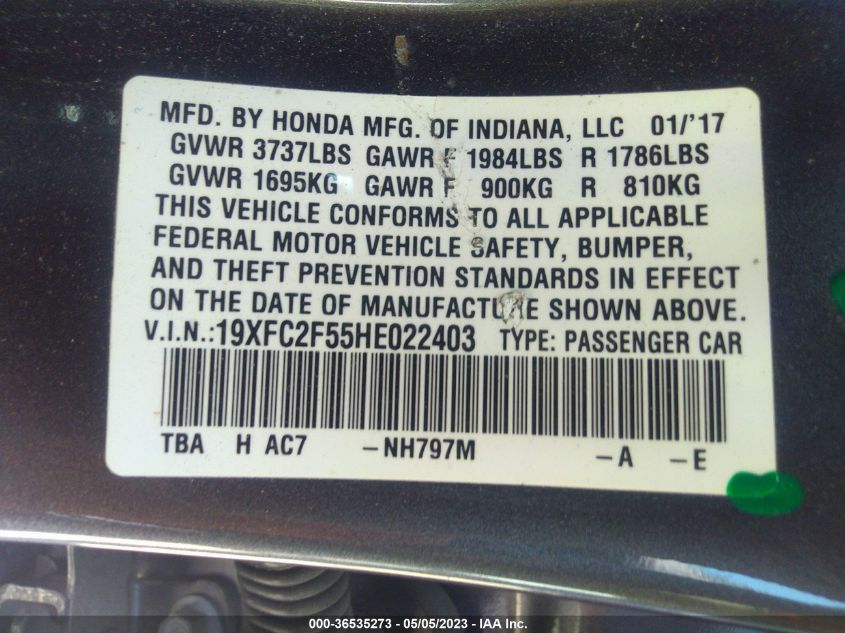 MFD. BY HONDA MFG. OF INDIANA, LLC 01/'17
GVWR 3737LBS GAWR F 1984LBS R 1786LBS
GVWR 1695KG GAWR F 900KG R 810KG
THIS VEHICLE CONFORMS TO ALL APPLICABLE
FEDERAL MOTOR VEHICLE SAFETY, BUMPER,
AND THEFT PREVENTION STANDARDS IN EFFECT
ON THE DATE OF MANUFACTURE SHOWN ABOVE.
V.I.N.:19XFC2F55HE022403 TYPE: PASSENGER CAR
TBA H AC7 -NH797M -A -E
000-36535273 - 05/05/2023 - IAA Inc.